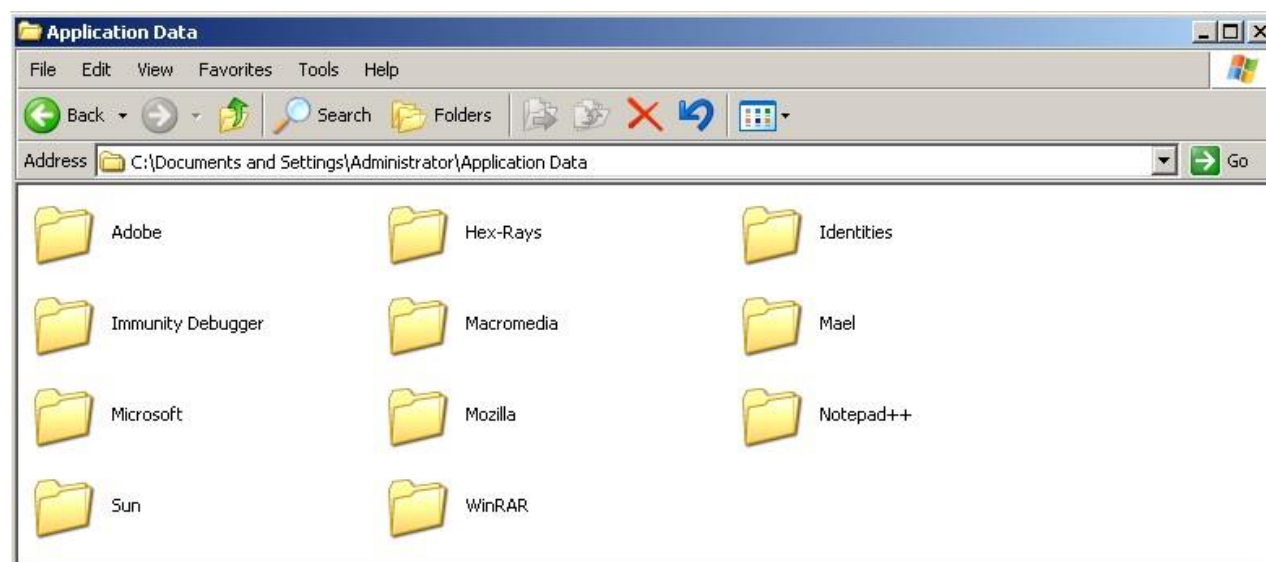 Application Data
File Edit View Favorites Tools Help
Back Search Folders
Address C:\Documents and Settings\Administrator\Application Data Go
Adobe Hex-Rays Identities
Immunity Debugger Macromedia Mael
Microsoft Mozilla Notepad++
Sun WinRAR